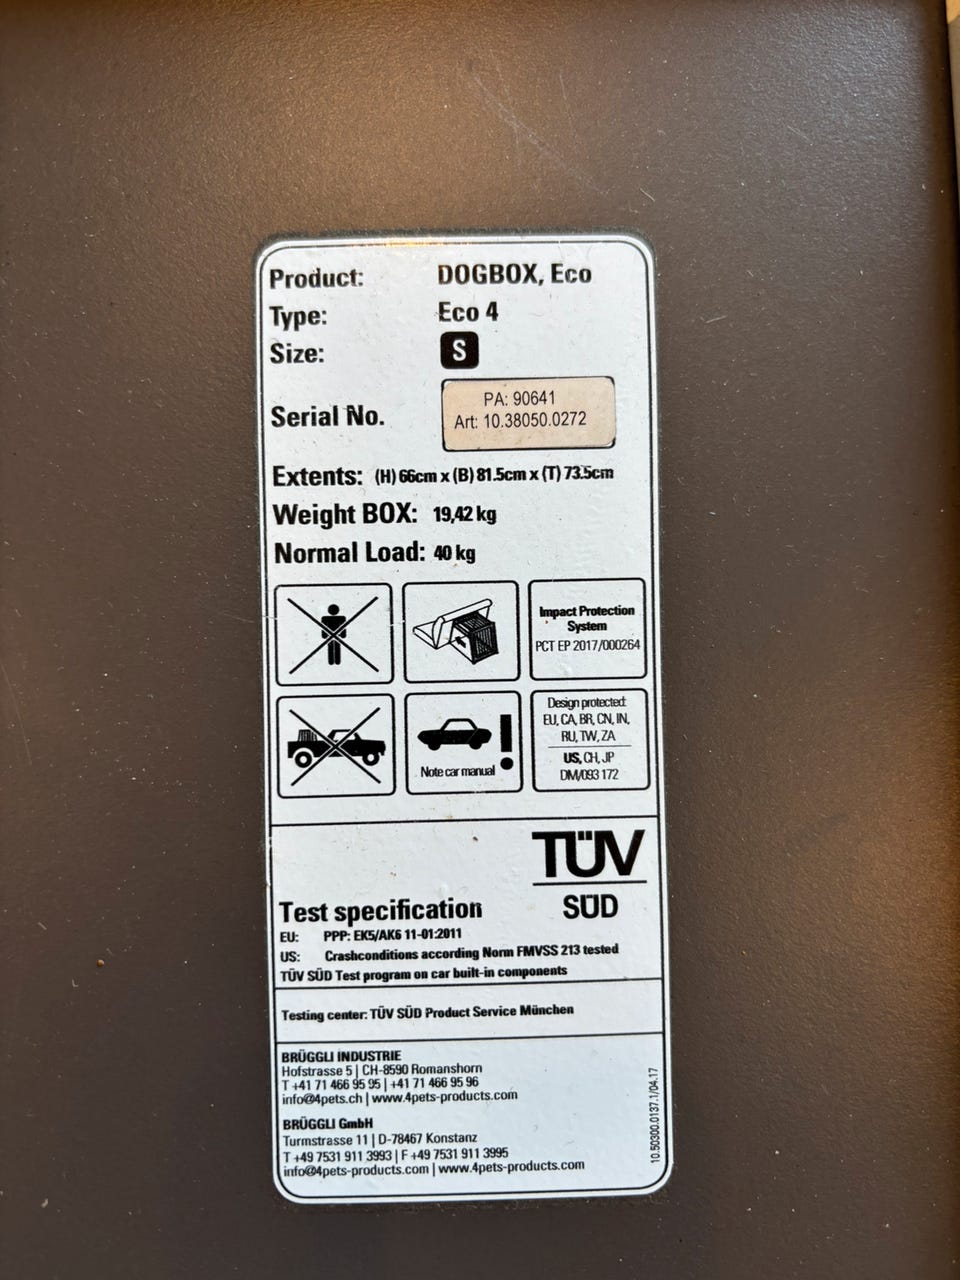 Product: DOGBOX, Eco
Type: Eco 4
Size: S
Serial No. PA: 90641
Art: 10.38050.0272
Extents: (H) 66cm x (B) 81.5cm x (T) 73.5cm
Weight BOX: 19,42 kg
Normal Load: 40 kg
Impact Protection
System
PCT EP 2017/000264
Note car manual !
Design protected:
EU, CA, BR, CN, IN,
RU, TW, ZA
US, CH, JP
DM/093 172
TÜV
SÜD
Test specification
EU: PPP: EK5/AK6 11-01:2011
US: Crashconditions according Norm FMVSS 213 tested
TÜV SÜD Test program on car built-in components
Testing center: TÜV SÜD Product Service München
BRÜGGLI INDUSTRIE
Hofstrasse 5 | CH-8590 Romanshorn
T +41 71 466 95 95 | +41 71 466 95 96
info@4pets.ch | www.4pets-products.com
BRÜGGLI GmbH
Turmstrasse 11 | D-78467 Konstanz
T +49 7531 911 3993 | F +49 7531 911 3995
info@4pets-products.com | www.4pets-products.com
10.50300.0137.1/04.17